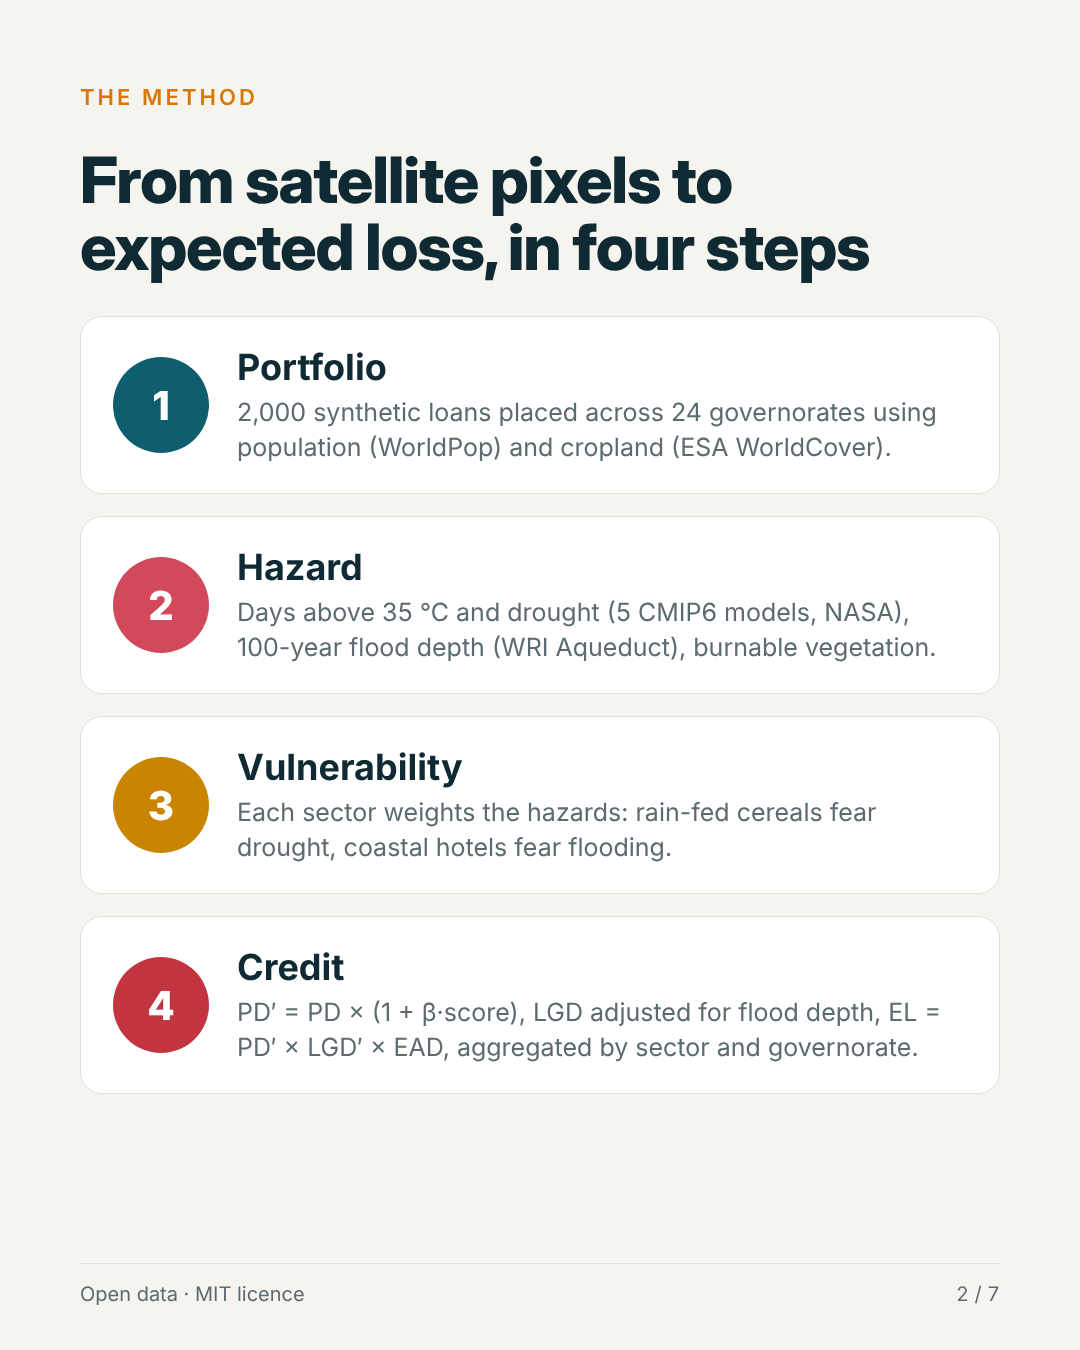 THE METHOD
From satellite pixels to
expected loss, in four steps
1
Portfolio
2,000 synthetic loans placed across 24 governorates using
population (WorldPop) and cropland (ESA WorldCover).
2
Hazard
Days above 35 °C and drought (5 CMIP6 models, NASA),
100-year flood depth (WRI Aqueduct), burnable vegetation.
3
Vulnerability
Each sector weights the hazards: rain-fed cereals fear
drought, coastal hotels fear flooding.
4
Credit
PD′ = PD × (1 + β·score), LGD adjusted for flood depth, EL =
PD′ × LGD′ × EAD, aggregated by sector and governorate.
Open data · MIT licence
2 / 7